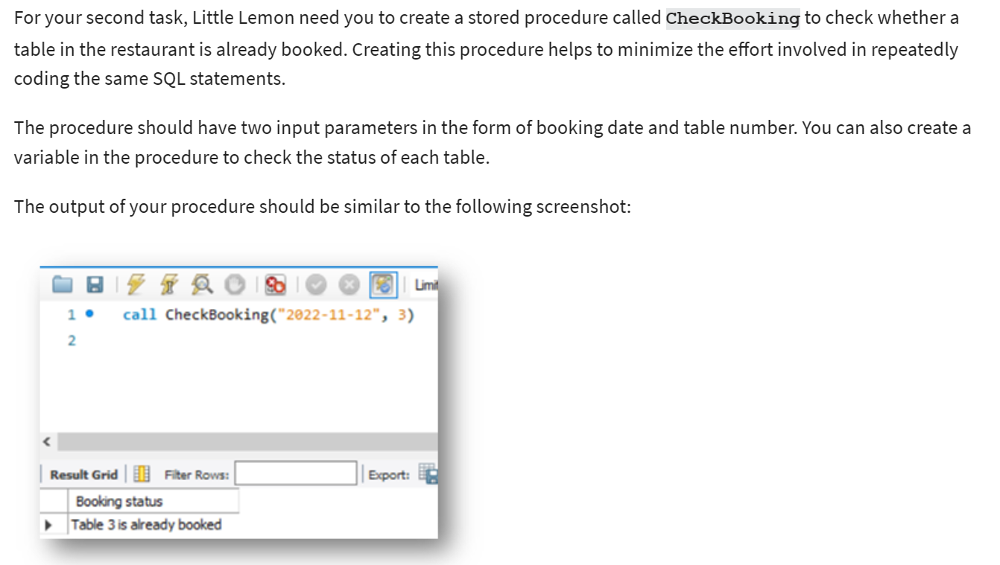 For your second task, Little Lemon need you to create a stored procedure called CheckBooking to check whether a
table in the restaurant is already booked. Creating this procedure helps to minimize the effort involved in repeatedly
coding the same SQL statements.
The procedure should have two input parameters in the form of booking date and table number. You can also create a
variable in the procedure to check the status of each table.
The output of your procedure should be similar to the following screenshot:
Limit
1 call CheckBooking("2022-11-12", 3)
2
Result Grid Filter Rows: Export:
Booking status
Table 3 is already booked